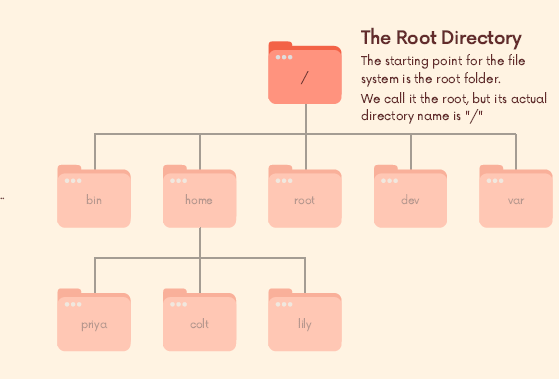 The Root Directory
The starting point for the file
system is the root folder.
We call it the root, but its actual
directory name is "/"
/
bin
home
root
dev
var
priya
colt
lily